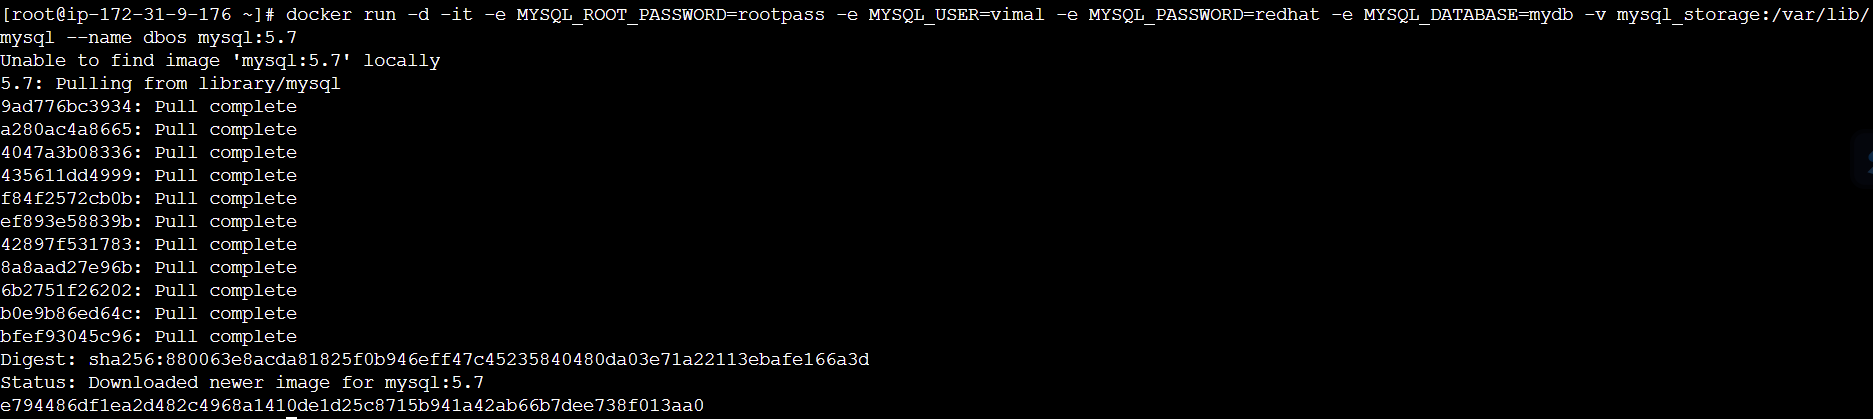 [root@ip-172-31-9-176 ~]# docker run -d -it -e MYSQL_ROOT_PASSWORD=rootpass -e MYSQL_USER=vimal -e MYSQL_PASSWORD=redhat -e MYSQL_DATABASE=mydb -v mysql_storage:/var/lib/
mysql --name dbos mysql:5.7
Unable to find image 'mysql:5.7' locally
5.7: Pulling from library/mysql
9ad776bc3934: Pull complete
a280ac4a8665: Pull complete
4047a3b08336: Pull complete
435611dd4999: Pull complete
f84f2572cb0b: Pull complete
ef893e58839b: Pull complete
42897f531783: Pull complete
8a8aad27e96b: Pull complete
6b2751f26202: Pull complete
b0e9b86ed64c: Pull complete
bfef93045c96: Pull complete
Digest: sha256:880063e8acda81825f0b946eff47c45235840480da03e71a22113ebafe166a3d
Status: Downloaded newer image for mysql:5.7
e794486df1ea2d482c4968a1410de1d25c8715b941a42ab66b7dee738f013aa0